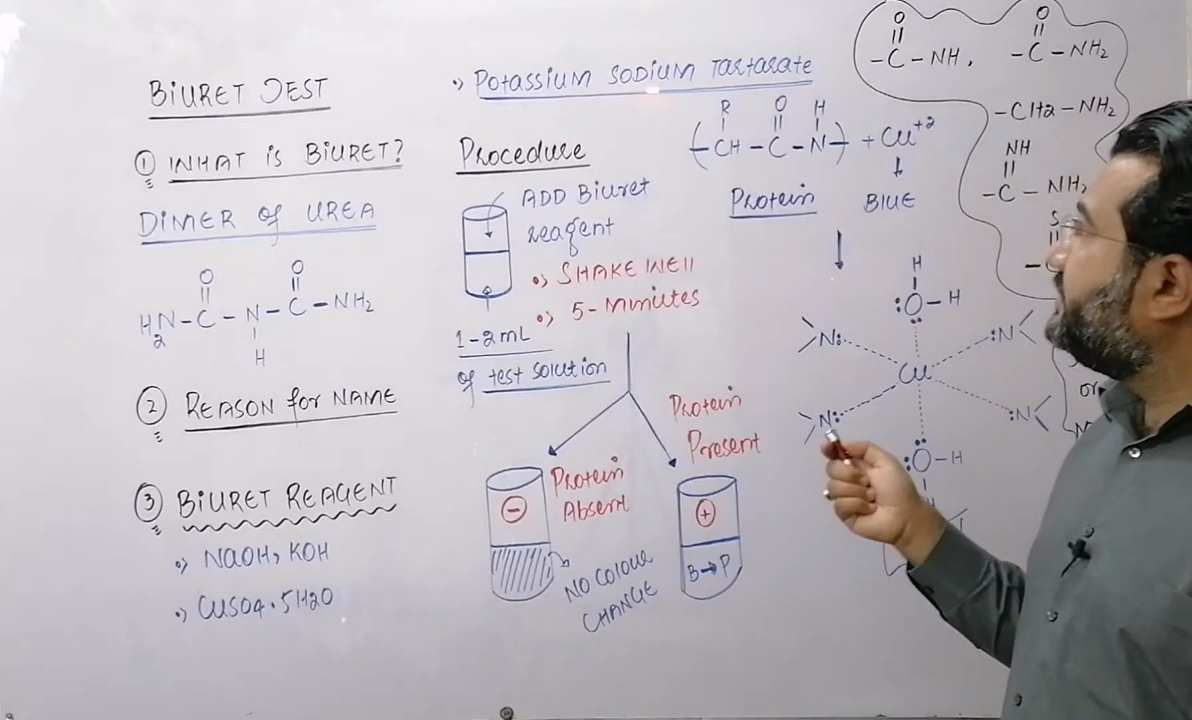 BIURET TEST
① WHAT is BIURET?
DIMER of UREA
O O
H2N - C - N - C - NH2
H
② REASON for NAME
③ BIURET REAGENT
•) NaOH, KOH
•) CuSO4 . 5H2O
•) POTASSIUM SODIUM TARTARATE
Procedure
ADD Biuret
reagent
•) SHAKE WELL
•) 5-Minutes
1-2mL
of test solution
Protein
Absent
Protein
Present
-
+
B→P
NO COLOUR
CHANGE
R O H
(- CH - C - N -) + Cu+2
Protein
BLUE
H
:O - H
N: :N
Cu
N: :N
:O - H
H
O O
-C - NH, -C - NH2
-CH2 - NH2
NH
-C - NH2
S
or